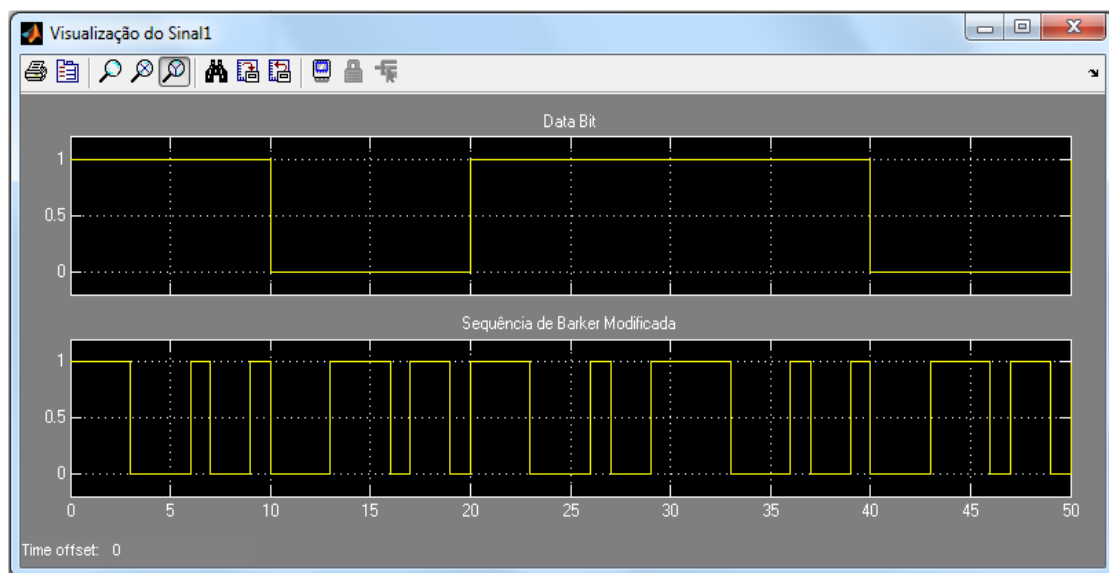 Visualização do Sinal1
Data Bit
1
0.5
0
Sequência de Barker Modificada
1
0.5
0
0 5 10 15 20 25 30 35 40 45 50
Time offset: 0